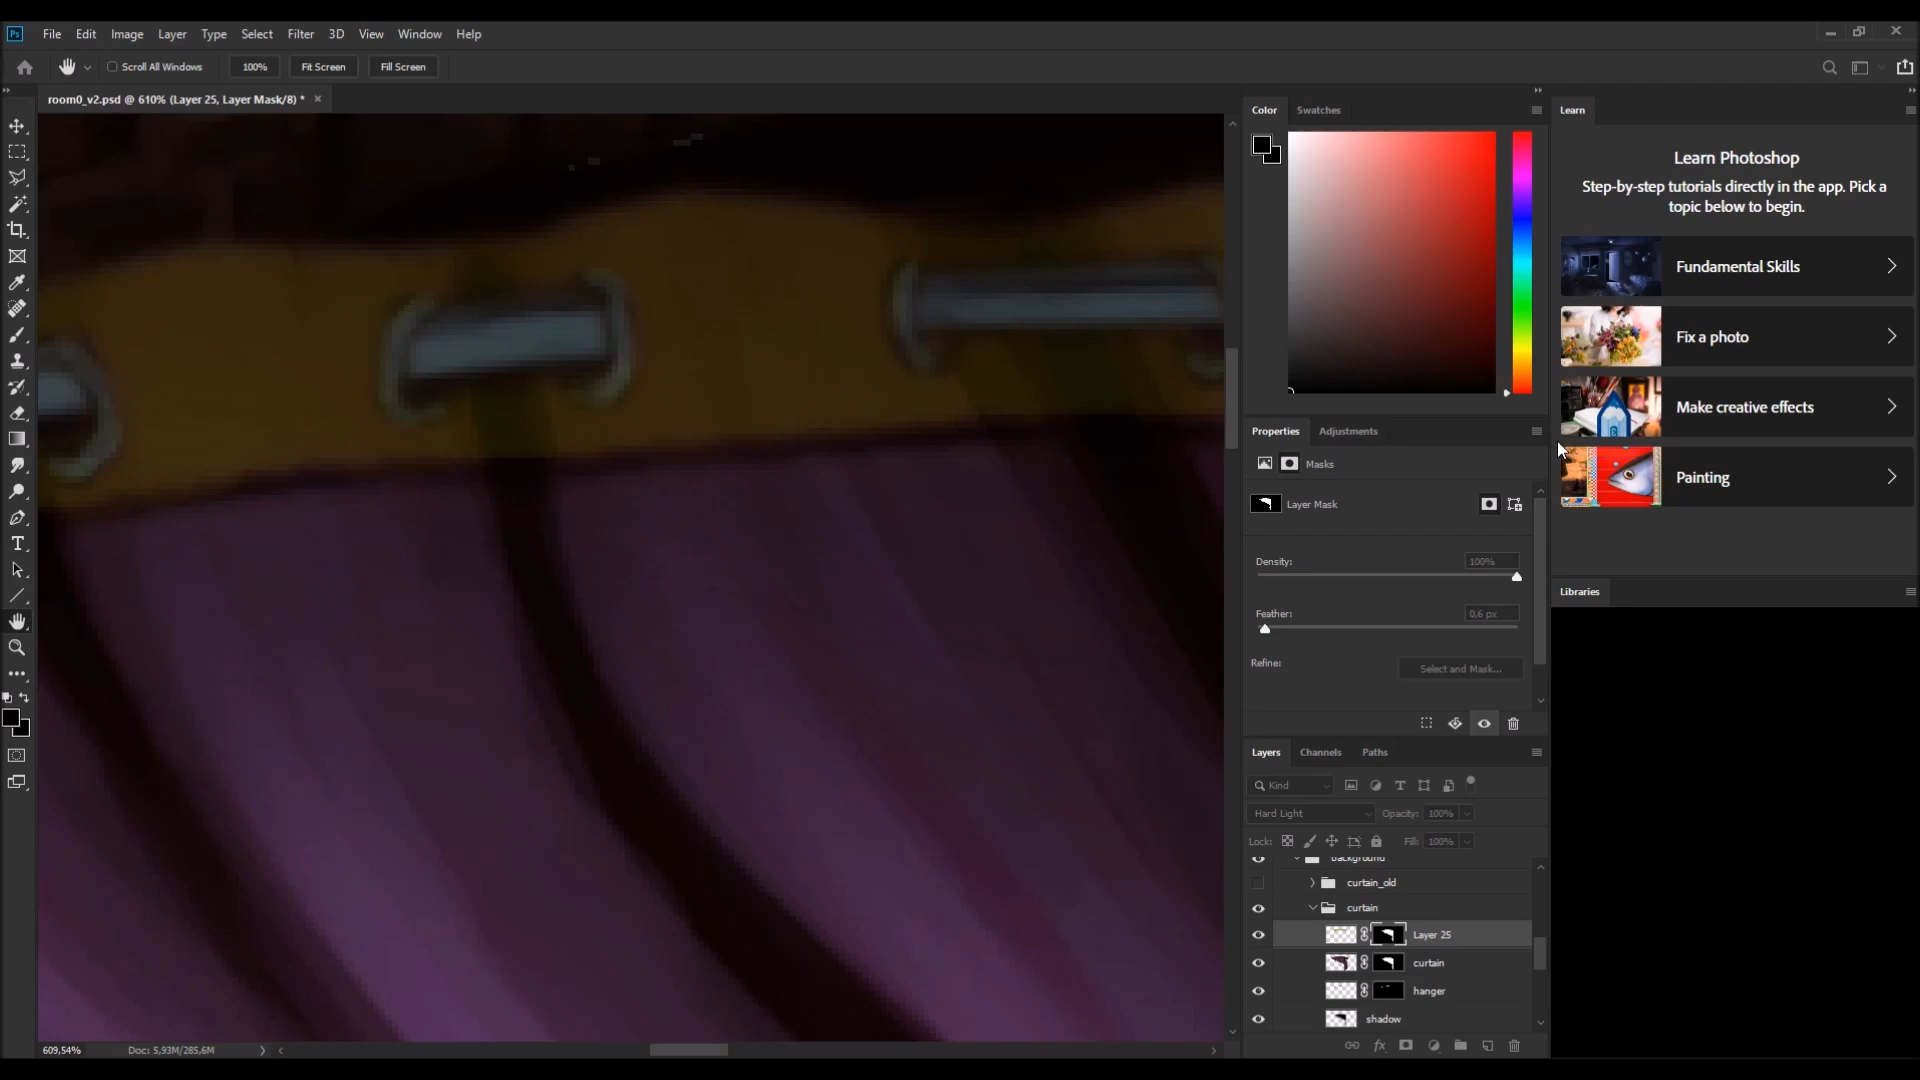 Ps File Edit Image Layer Type Select Filter 3D View Window Help
Scroll All Windows 100% Fit Screen Fill Screen
room0_v2.psd @ 610% (Layer 25, Layer Mask/8) *
Color Swatches
Learn
Learn Photoshop
Step-by-step tutorials directly in the app. Pick a
topic below to begin.
Fundamental Skills
Fix a photo
Make creative effects
Painting
Properties Adjustments
Masks
Layer Mask
Density: 100%
Feather: 0,6 px
Refine: Select and Mask...
Libraries
Layers Channels Paths
Kind
Hard Light Opacity: 100%
Lock: Fill: 100%
background
curtain_old
curtain
Layer 25
curtain
hanger
shadow
609,54% Doc: 5,93M/285,6M